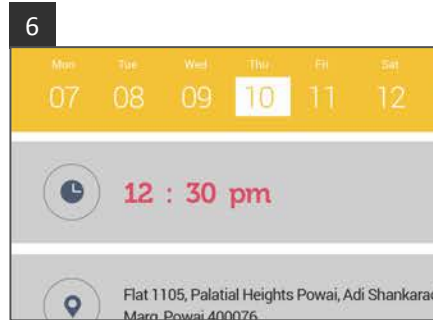 6
Mon Tue Wed Thu Fri Sat
07 08 09 10 11 12
12 : 30 pm
Flat 1105, Palatial Heights Powai, Adi Shankarac
Marg, Powai 400076